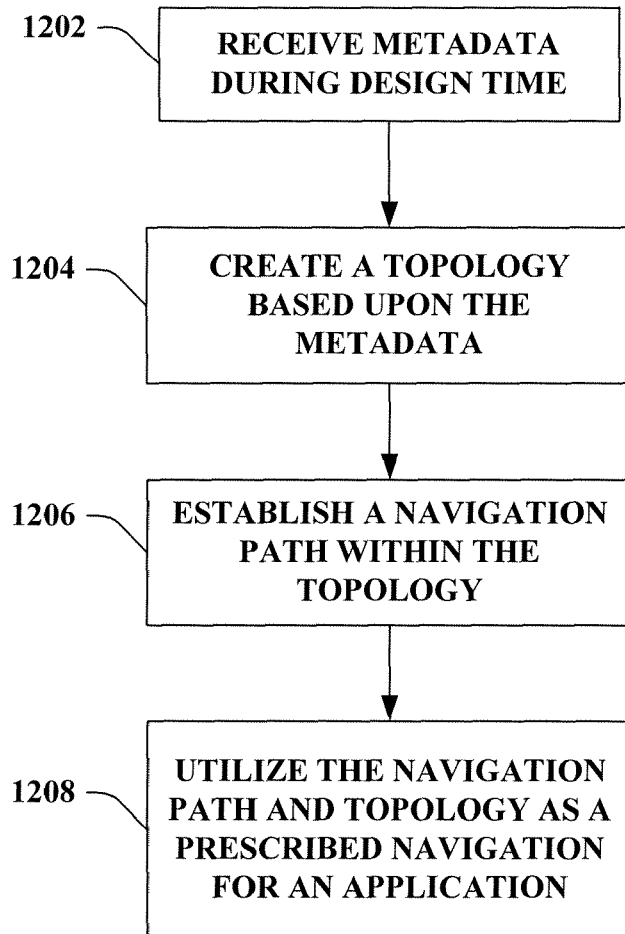 1202
RECEIVE METADATA
DURING DESIGN TIME
1204
CREATE A TOPOLOGY
BASED UPON THE
METADATA
1206
ESTABLISH A NAVIGATION
PATH WITHIN THE
TOPOLOGY
1208
UTILIZE THE NAVIGATION
PATH AND TOPOLOGY AS A
PRESCRIBED NAVIGATION
FOR AN APPLICATION